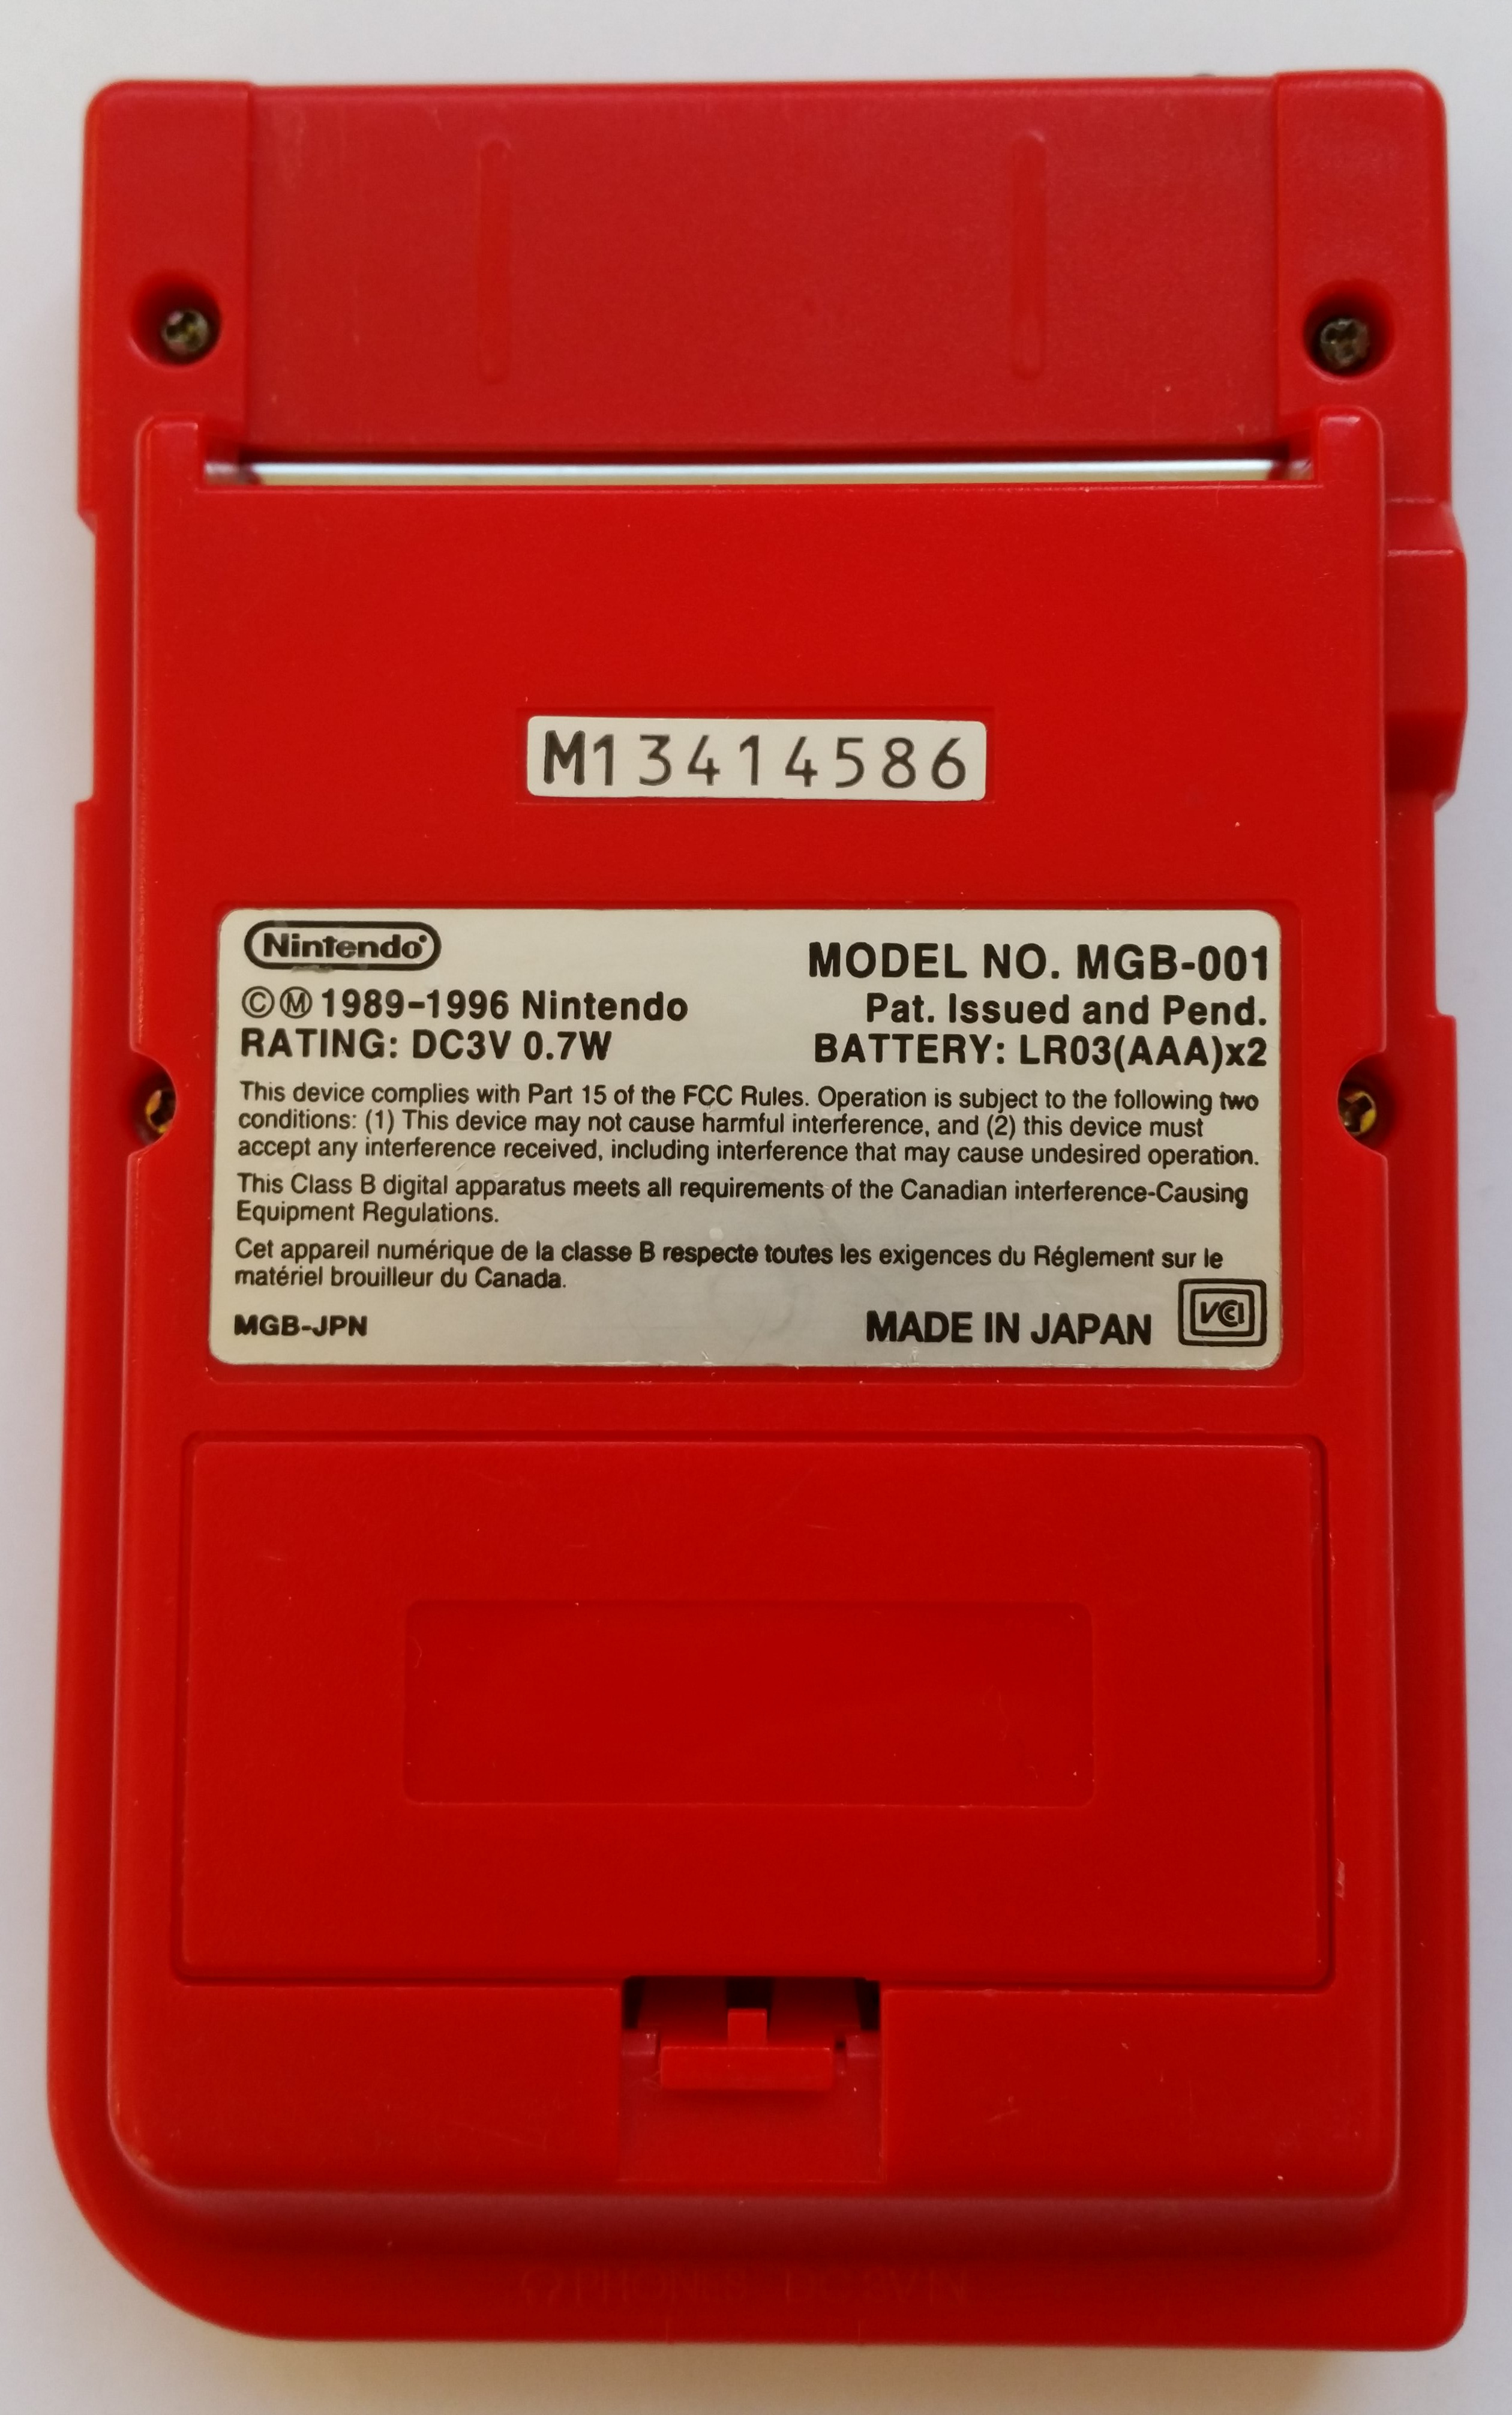 M13414586
Nintendo®
MODEL NO. MGB-001
©Ⓜ 1989-1996 Nintendo
Pat. Issued and Pend.
RATING: DC3V 0.7W
BATTERY: LR03(AAA)x2
This device complies with Part 15 of the FCC Rules. Operation is subject to the following two
conditions: (1) This device may not cause harmful interference, and (2) this device must
accept any interference received, including interference that may cause undesired operation.
This Class B digital apparatus meets all requirements of the Canadian interference-Causing
Equipment Regulations.
Cet appareil numérique de la classe B respecte toutes les exigences du Réglement sur le
matériel brouilleur du Canada.
MGB-JPN
MADE IN JAPAN
VCI
PHONES DC3V IN